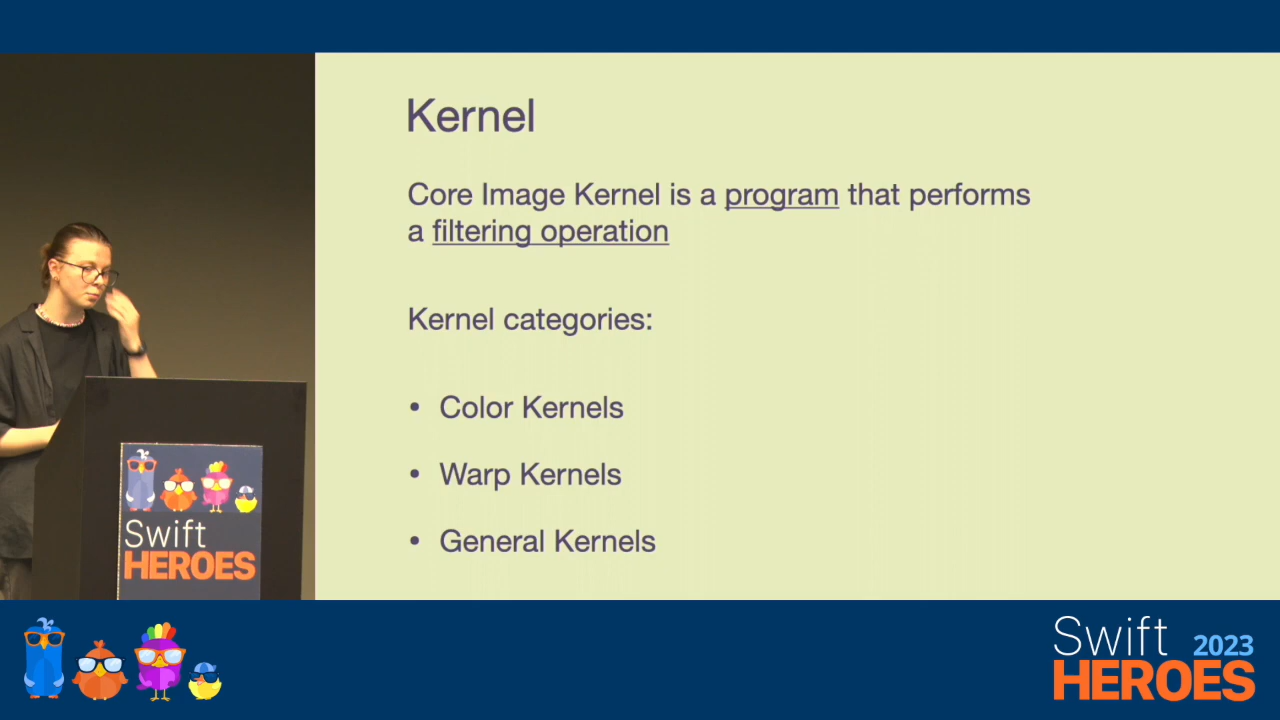 Kernel
Core Image Kernel is a program that performs
a filtering operation
Kernel categories:
• Color Kernels
• Warp Kernels
• General Kernels
Swift
HEROES
Swift 2023
HEROES